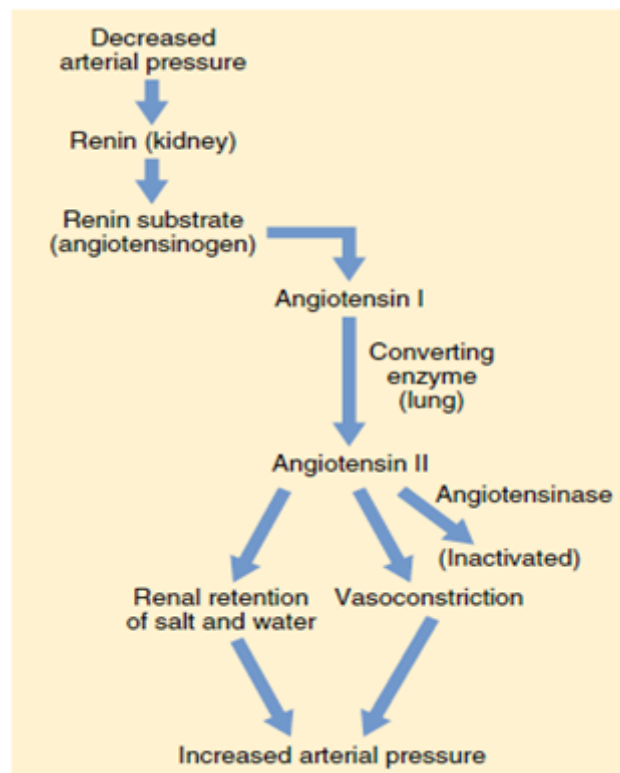 Decreased
arterial pressure
Renin (kidney)
Renin substrate
(angiotensinogen)
Angiotensin I
Converting
enzyme
(lung)
Angiotensin II
Angiotensinase
(Inactivated)
Renal retention
of salt and water
Vasoconstriction
Increased arterial pressure